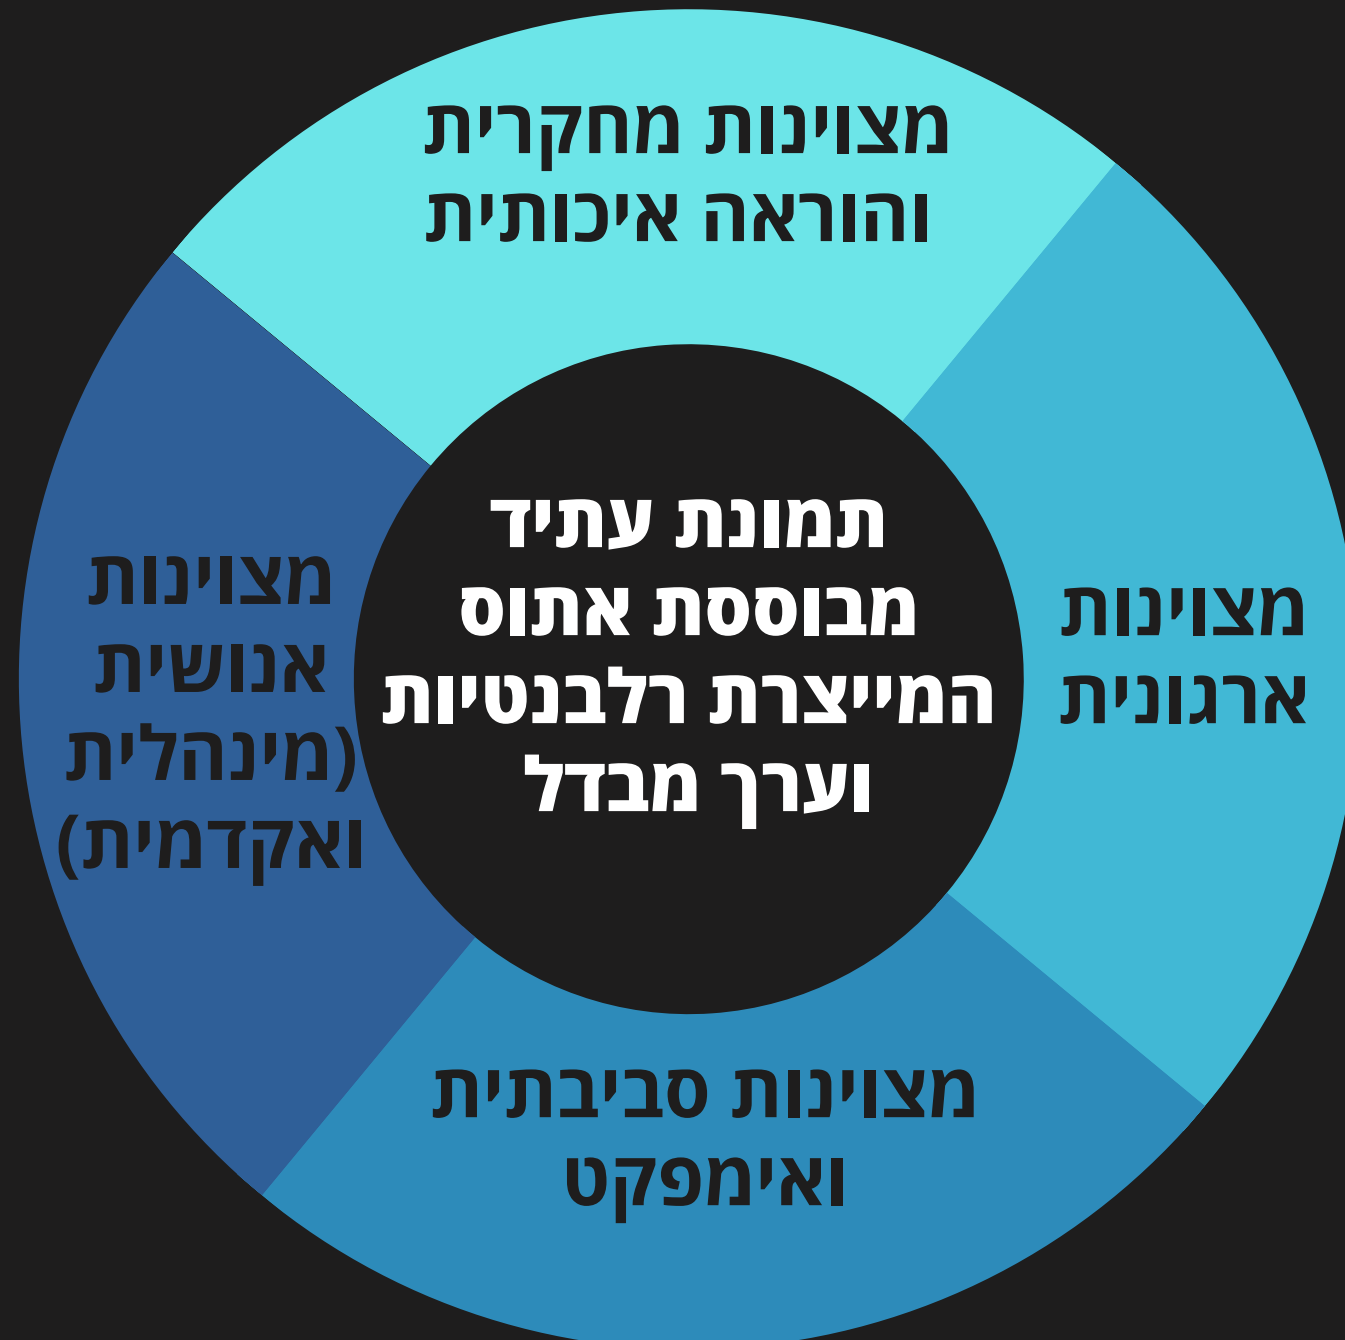 מצוינות מחקרית
והוראה איכותית
מצוינות
ארגונית
תמונת עתיד
מבוססת אתוס
המייצרת רלבנטיות
וערך מבדל
מצוינות
אנושית
(מינהלית
ואקדמית)
מצוינות סביבתית
ואימפקט